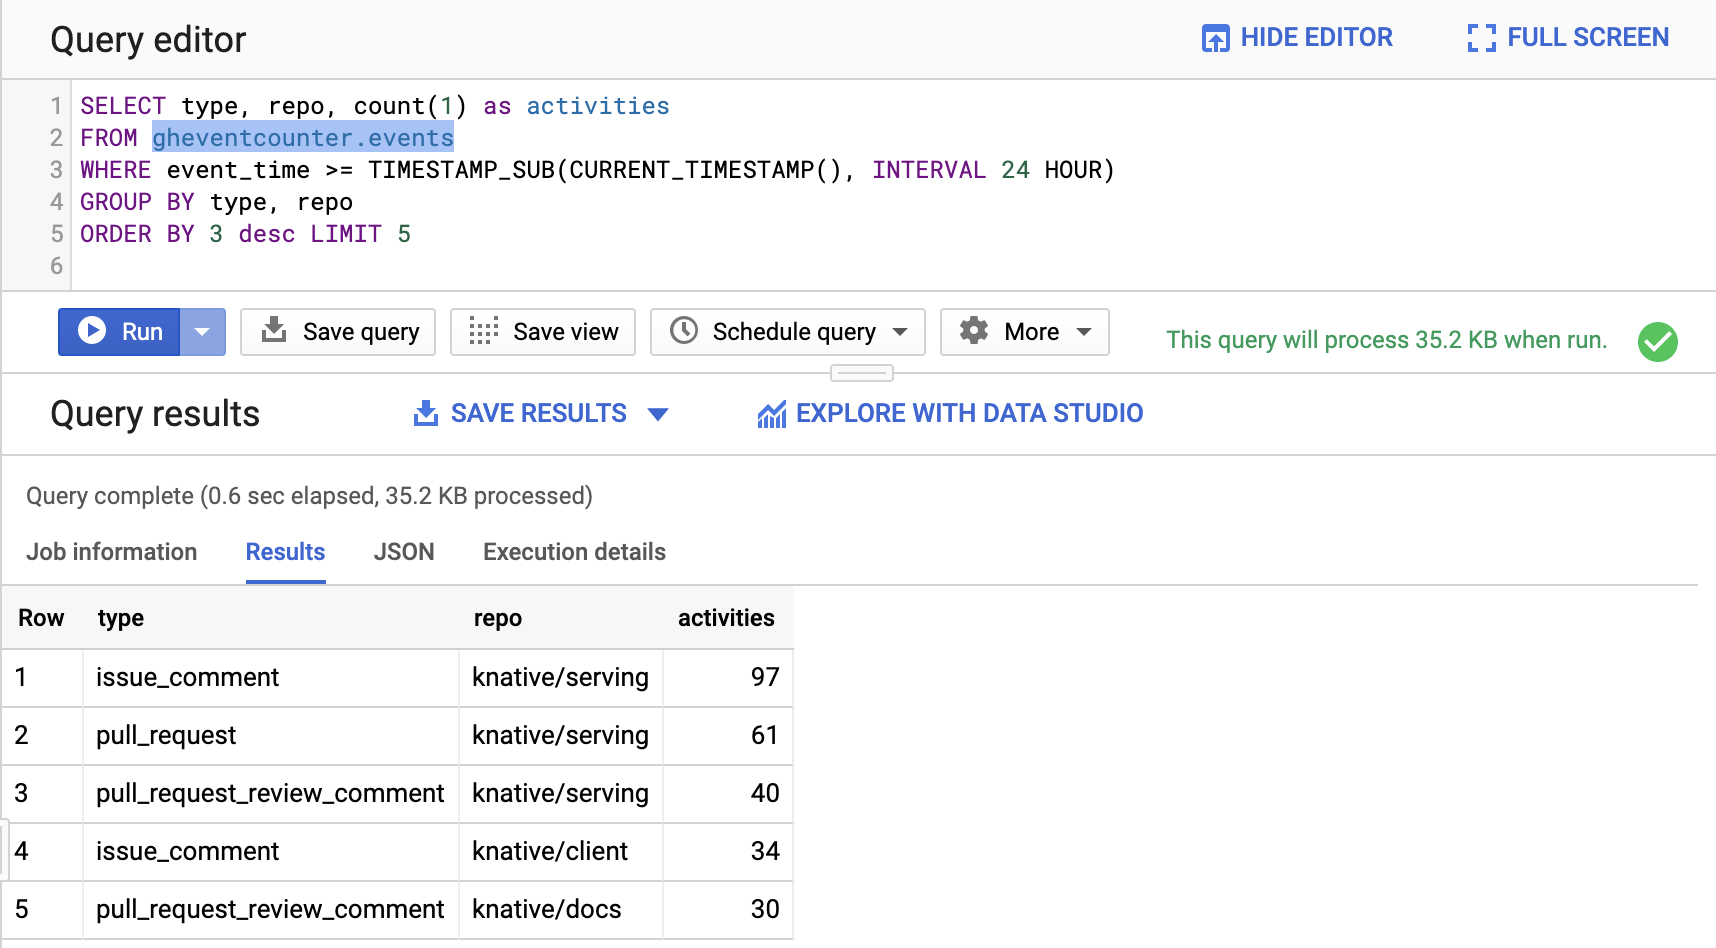 Query editor HIDE EDITOR FULL SCREEN
1 SELECT type, repo, count(1) as activities
2 FROM gheventcounter.events
3 WHERE event_time >= TIMESTAMP_SUB(CURRENT_TIMESTAMP(), INTERVAL 24 HOUR)
4 GROUP BY type, repo
5 ORDER BY 3 desc LIMIT 5
6
Run Save query Save view Schedule query More This query will process 35.2 KB when run.
Query results SAVE RESULTS EXPLORE WITH DATA STUDIO
Query complete (0.6 sec elapsed, 35.2 KB processed)
Job information Results JSON Execution details
Row type repo activities
1 issue_comment knative/serving 97
2 pull_request knative/serving 61
3 pull_request_review_comment knative/serving 40
4 issue_comment knative/client 34
5 pull_request_review_comment knative/docs 30